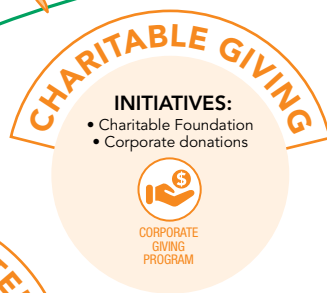 CHARITABLE GIVING
INITIATIVES:
• Charitable Foundation
• Corporate donations
$
CORPORATE
GIVING
PROGRAM